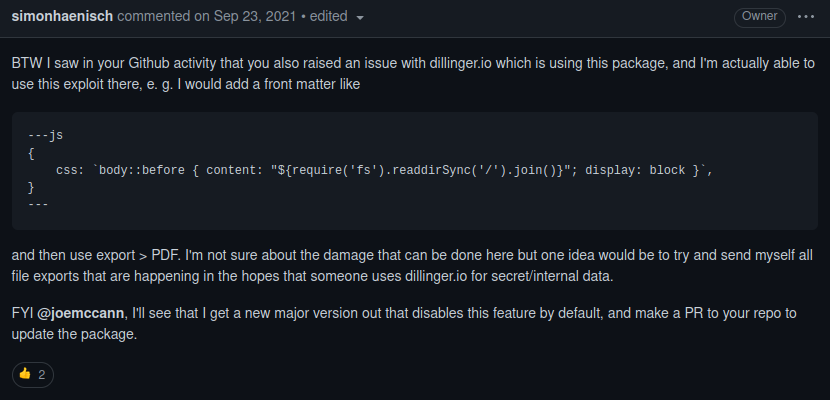 simonhaenisch commented on Sep 23, 2021 • edited
Owner
BTW I saw in your Github activity that you also raised an issue with dillinger.io which is using this package, and I'm actually able to
use this exploit there, e. g. I would add a front matter like
---js
{
    css: `body::before { content: "${require('fs').readdirSync('/').join()}"; display: block }`,
}
---
and then use export > PDF. I'm not sure about the damage that can be done here but one idea would be to try and send myself all
file exports that are happening in the hopes that someone uses dillinger.io for secret/internal data.
FYI @joemccann, I'll see that I get a new major version out that disables this feature by default, and make a PR to your repo to
update the package.
👍 2